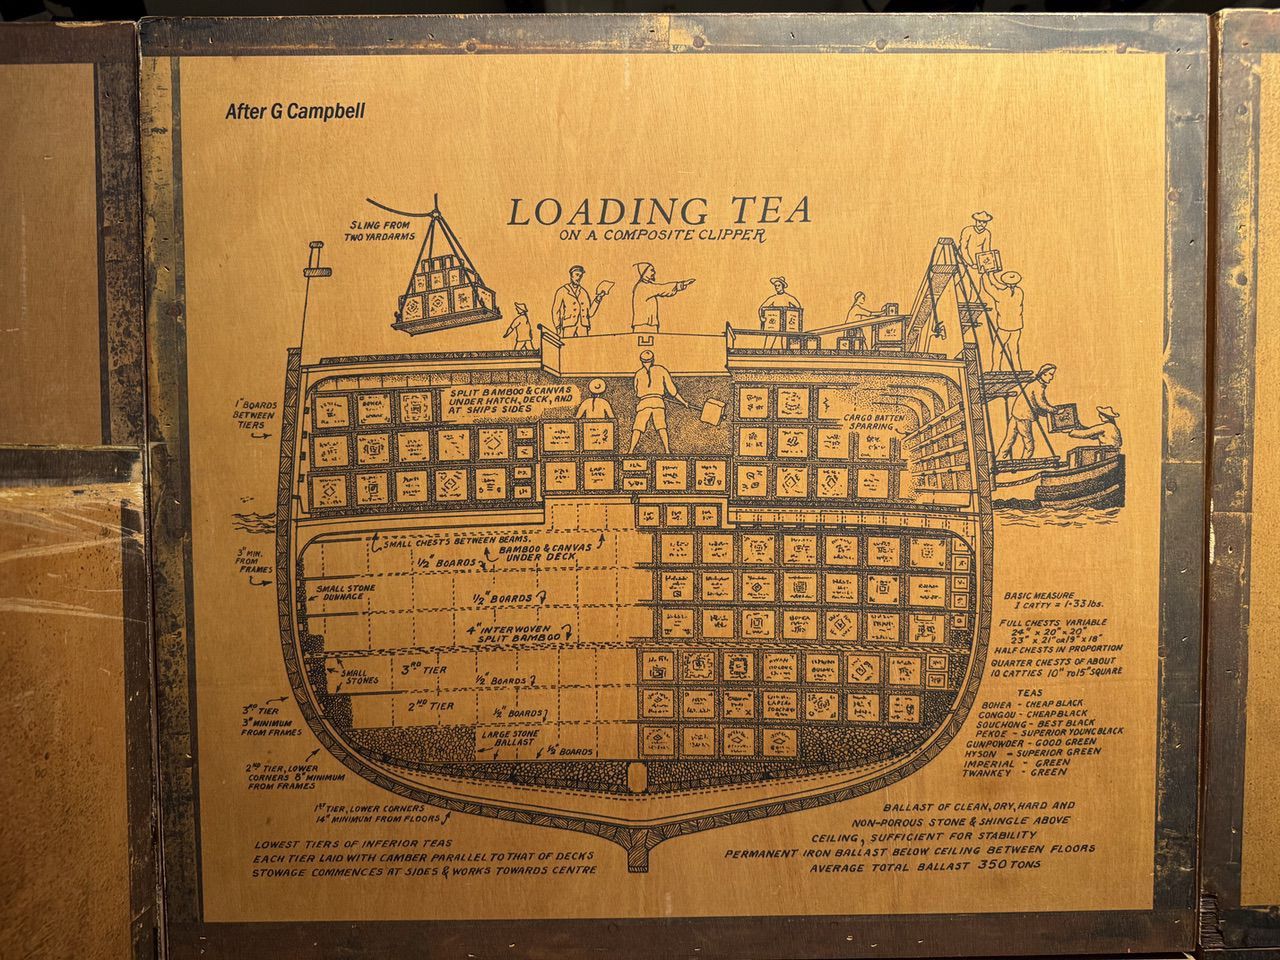 After G Campbell
LOADING TEA
ON A COMPOSITE CLIPPER
SLING FROM
TWO YARDARMS
1" BOARDS
BETWEEN
TIERS
SPLIT BAMBOO & CANVAS
UNDER HATCH, DECK, AND
AT SHIPS SIDES
CARGO BATTEN
SPARRING
SMALL CHESTS BETWEEN BEAMS.
BAMBOO & CANVAS
UNDER DECK
½" BOARDS
3" MIN.
FROM
FRAMES
SMALL STONE
DUNNAGE
½" BOARDS
4" INTERWOVEN
SPLIT BAMBOO
SMALL
STONES
3RD TIER
½" BOARDS
2ND TIER
½" BOARDS
3RD TIER
3" MINIMUM
FROM FRAMES
LARGE STONE
BALLAST
½" BOARDS
2ND TIER, LOWER
CORNERS 8" MINIMUM
FROM FRAMES
1ST TIER, LOWER CORNERS
14" MINIMUM FROM FLOORS
LOWEST TIERS OF INFERIOR TEAS
EACH TIER LAID WITH CAMBER PARALLEL TO THAT OF DECKS
STOWAGE COMMENCES AT SIDES & WORKS TOWARDS CENTRE
BASIC MEASURE
1 CATTY = 1·33 lbs.
FULL CHESTS VARIABLE
24" x 20" x 20"
23" x 21" or 19" x 18"
HALF CHESTS IN PROPORTION
QUARTER CHESTS OF ABOUT
10 CATTIES 10" TO 15" SQUARE
TEAS
BOHEA - CHEAP BLACK
CONGOU - CHEAP BLACK
SOUCHONG - BEST BLACK
PEKOE - SUPERIOR YOUNG BLACK
GUNPOWDER - GOOD GREEN
HYSON - SUPERIOR GREEN
IMPERIAL - GREEN
TWANKEY - GREEN
BALLAST OF CLEAN, DRY, HARD AND
NON-POROUS STONE & SHINGLE ABOVE
CEILING, SUFFICIENT FOR STABILITY
PERMANENT IRON BALLAST BELOW CEILING BETWEEN FLOORS
AVERAGE TOTAL BALLAST 350 TONS